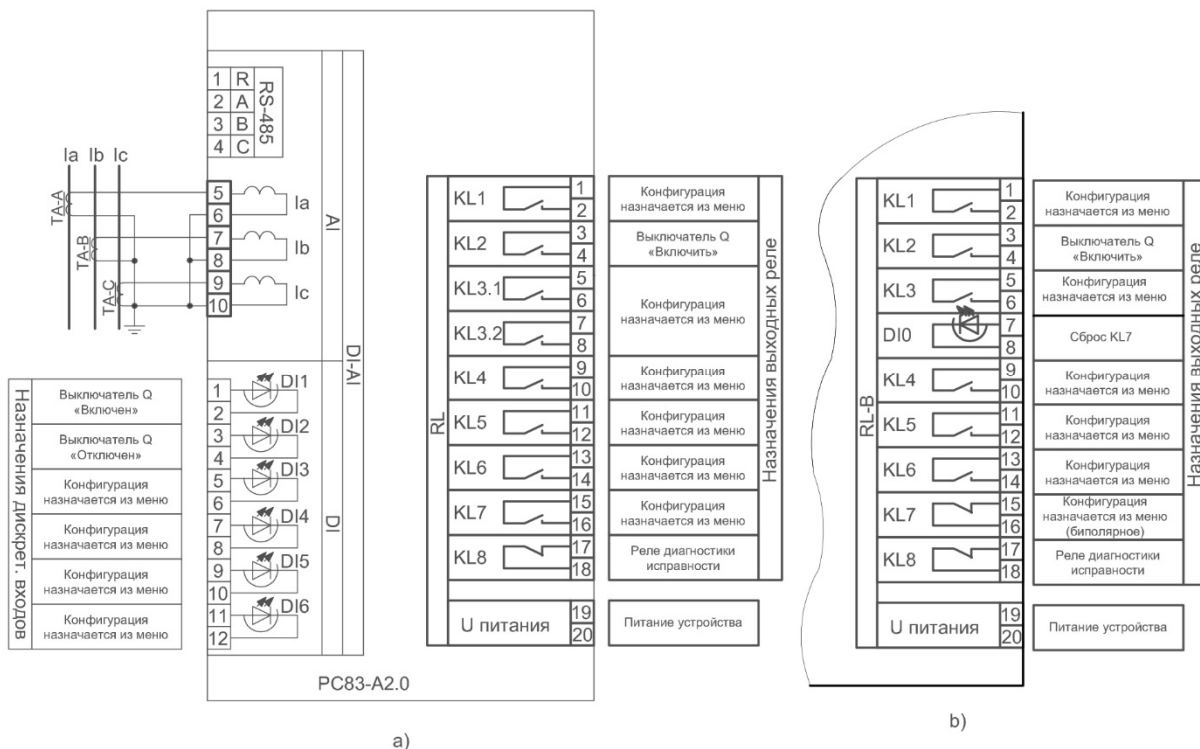 1 R
2 A
3 B
4 C
RS-485
Ia Ib Ic
TA-A
TA-B
TA-C
5
6
Ia
7
8
Ib
9
10
Ic
AI
DI-AI
Назначения дискрет. входов
Выключатель Q
«Включен»
Выключатель Q
«Отключен»
Конфигурация
назначается из меню
Конфигурация
назначается из меню
Конфигурация
назначается из меню
Конфигурация
назначается из меню
1
2
DI1
3
4
DI2
5
6
DI3
7
8
DI4
9
10
DI5
11
12
DI6
DI
RL
KL1
1
2
KL2
3
4
KL3.1
5
6
KL3.2
7
8
KL4
9
10
KL5
11
12
KL6
13
14
KL7
15
16
KL8
17
18
U питания
19
20
Конфигурация
назначается из меню
Выключатель Q
«Включить»
Конфигурация
назначается из меню
Конфигурация
назначается из меню
Конфигурация
назначается из меню
Конфигурация
назначается из меню
Конфигурация
назначается из меню
Реле диагностики
исправности
Питание устройства
Назначения выходных реле
РС83-А2.0
а)
RL-B
KL1
1
2
KL2
3
4
KL3
5
6
DI0
7
8
KL4
9
10
KL5
11
12
KL6
13
14
KL7
15
16
KL8
17
18
U питания
19
20
Конфигурация
назначается из меню
Выключатель Q
«Включить»
Конфигурация
назначается из меню
Сброс KL7
Конфигурация
назначается из меню
Конфигурация
назначается из меню
Конфигурация
назначается из меню
Конфигурация
назначается из меню
(биполярное)
Реле диагностики
исправности
Питание устройства
Назначения выходных реле
b)